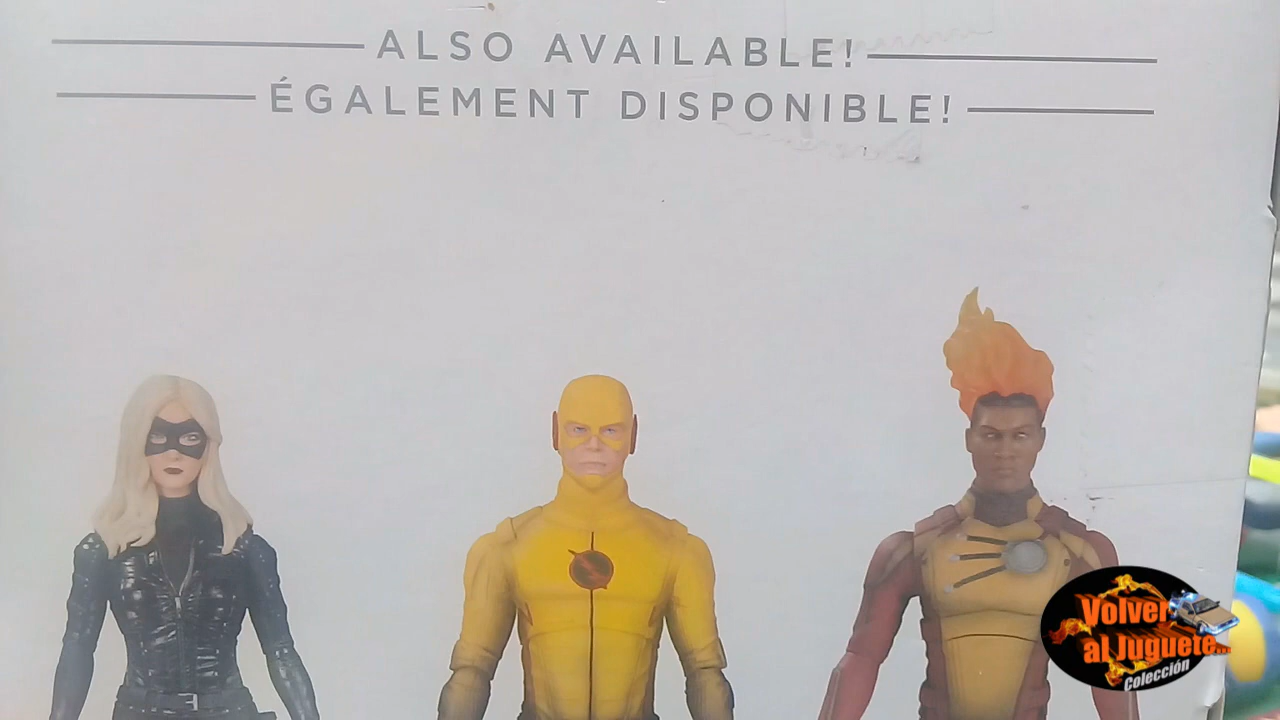 ALSO AVAILABLE!
ÉGALEMENT DISPONIBLE!
Volver
al Juguete...
Colección